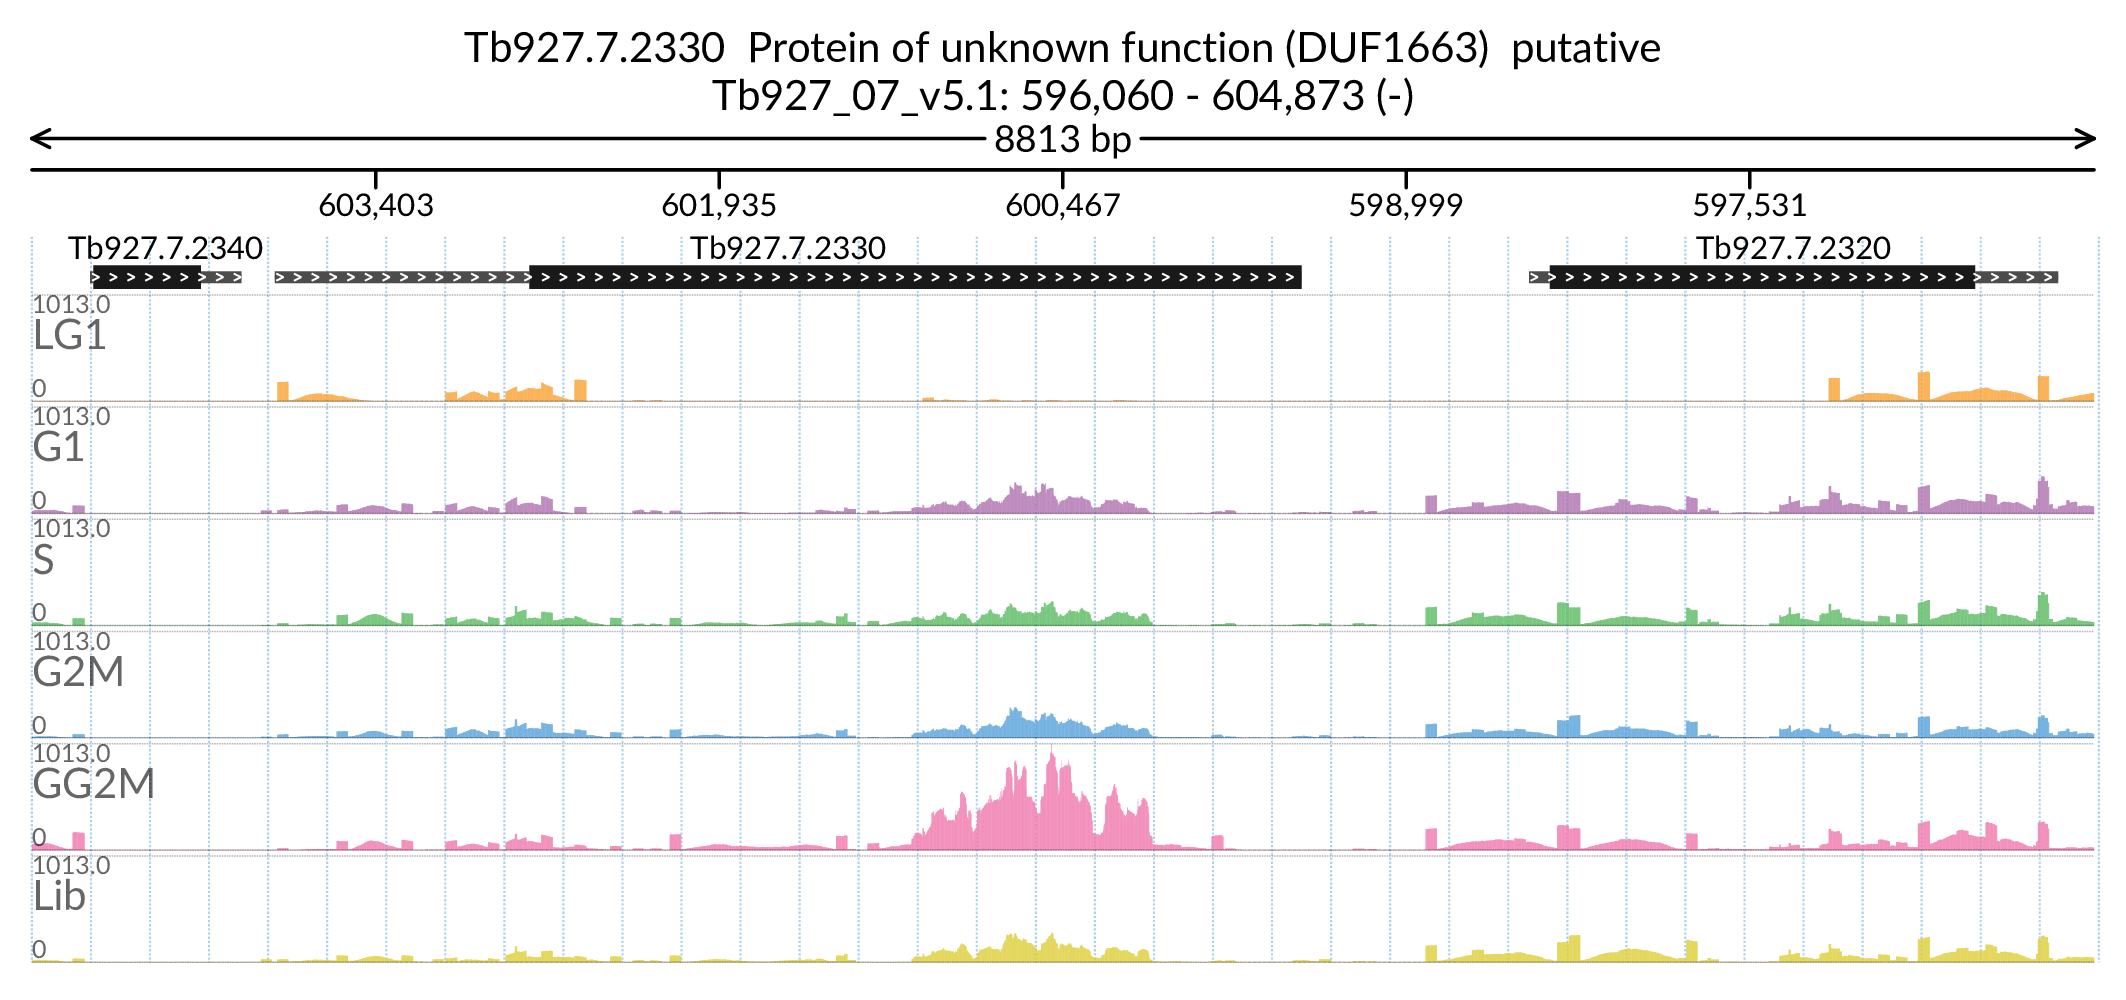 Tb927.7.2330  Protein of unknown function (DUF1663)  putative
Tb927_07_v5.1: 596,060 - 604,873 (-)
8813 bp
603,403 601,935 600,467 598,999 597,531
Tb927.7.2340 Tb927.7.2330 Tb927.7.2320
1013.0
LG1
0
1013.0
G1
0
1013.0
S
0
1013.0
G2M
0
1013.0
GG2M
0
1013.0
Lib
0